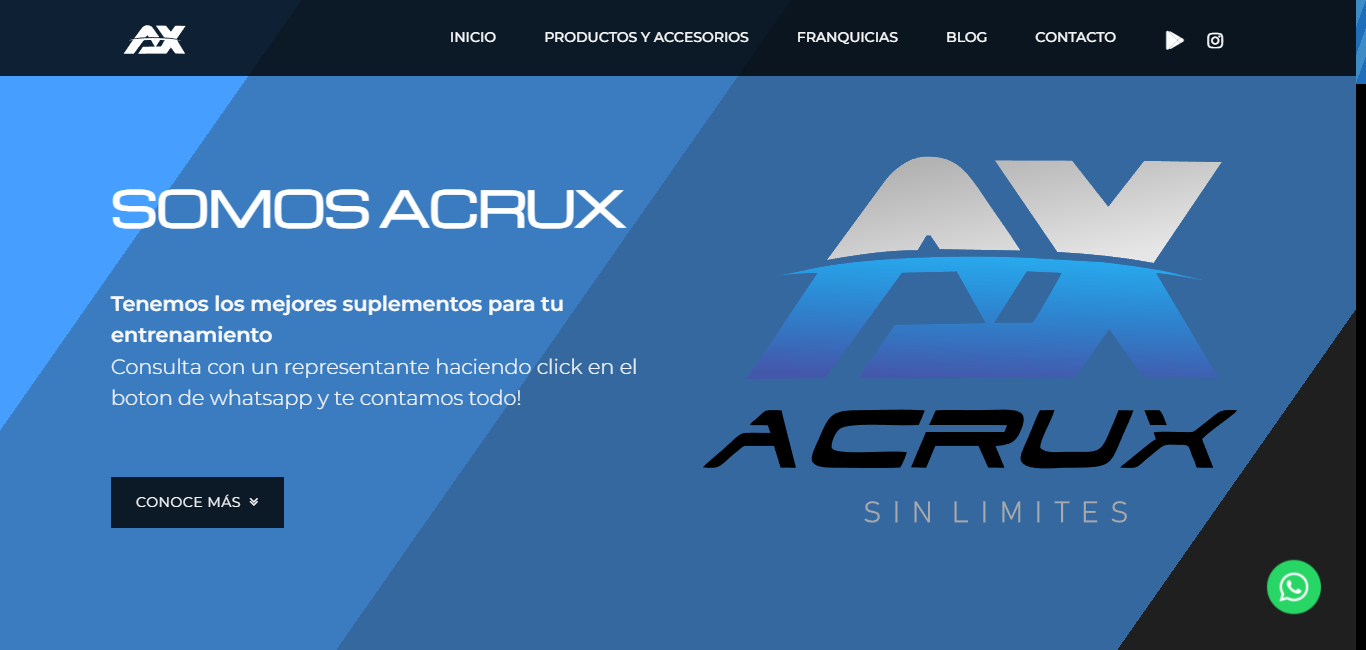 AX
INICIO
PRODUCTOS Y ACCESORIOS
FRANQUICIAS
BLOG
CONTACTO
SOMOS ACRUX
Tenemos los mejores suplementos para tu
entrenamiento
Consulta con un representante haciendo click en el
boton de whatsapp y te contamos todo!
CONOCE MÁS
AX
ACRUX
SIN LIMITES